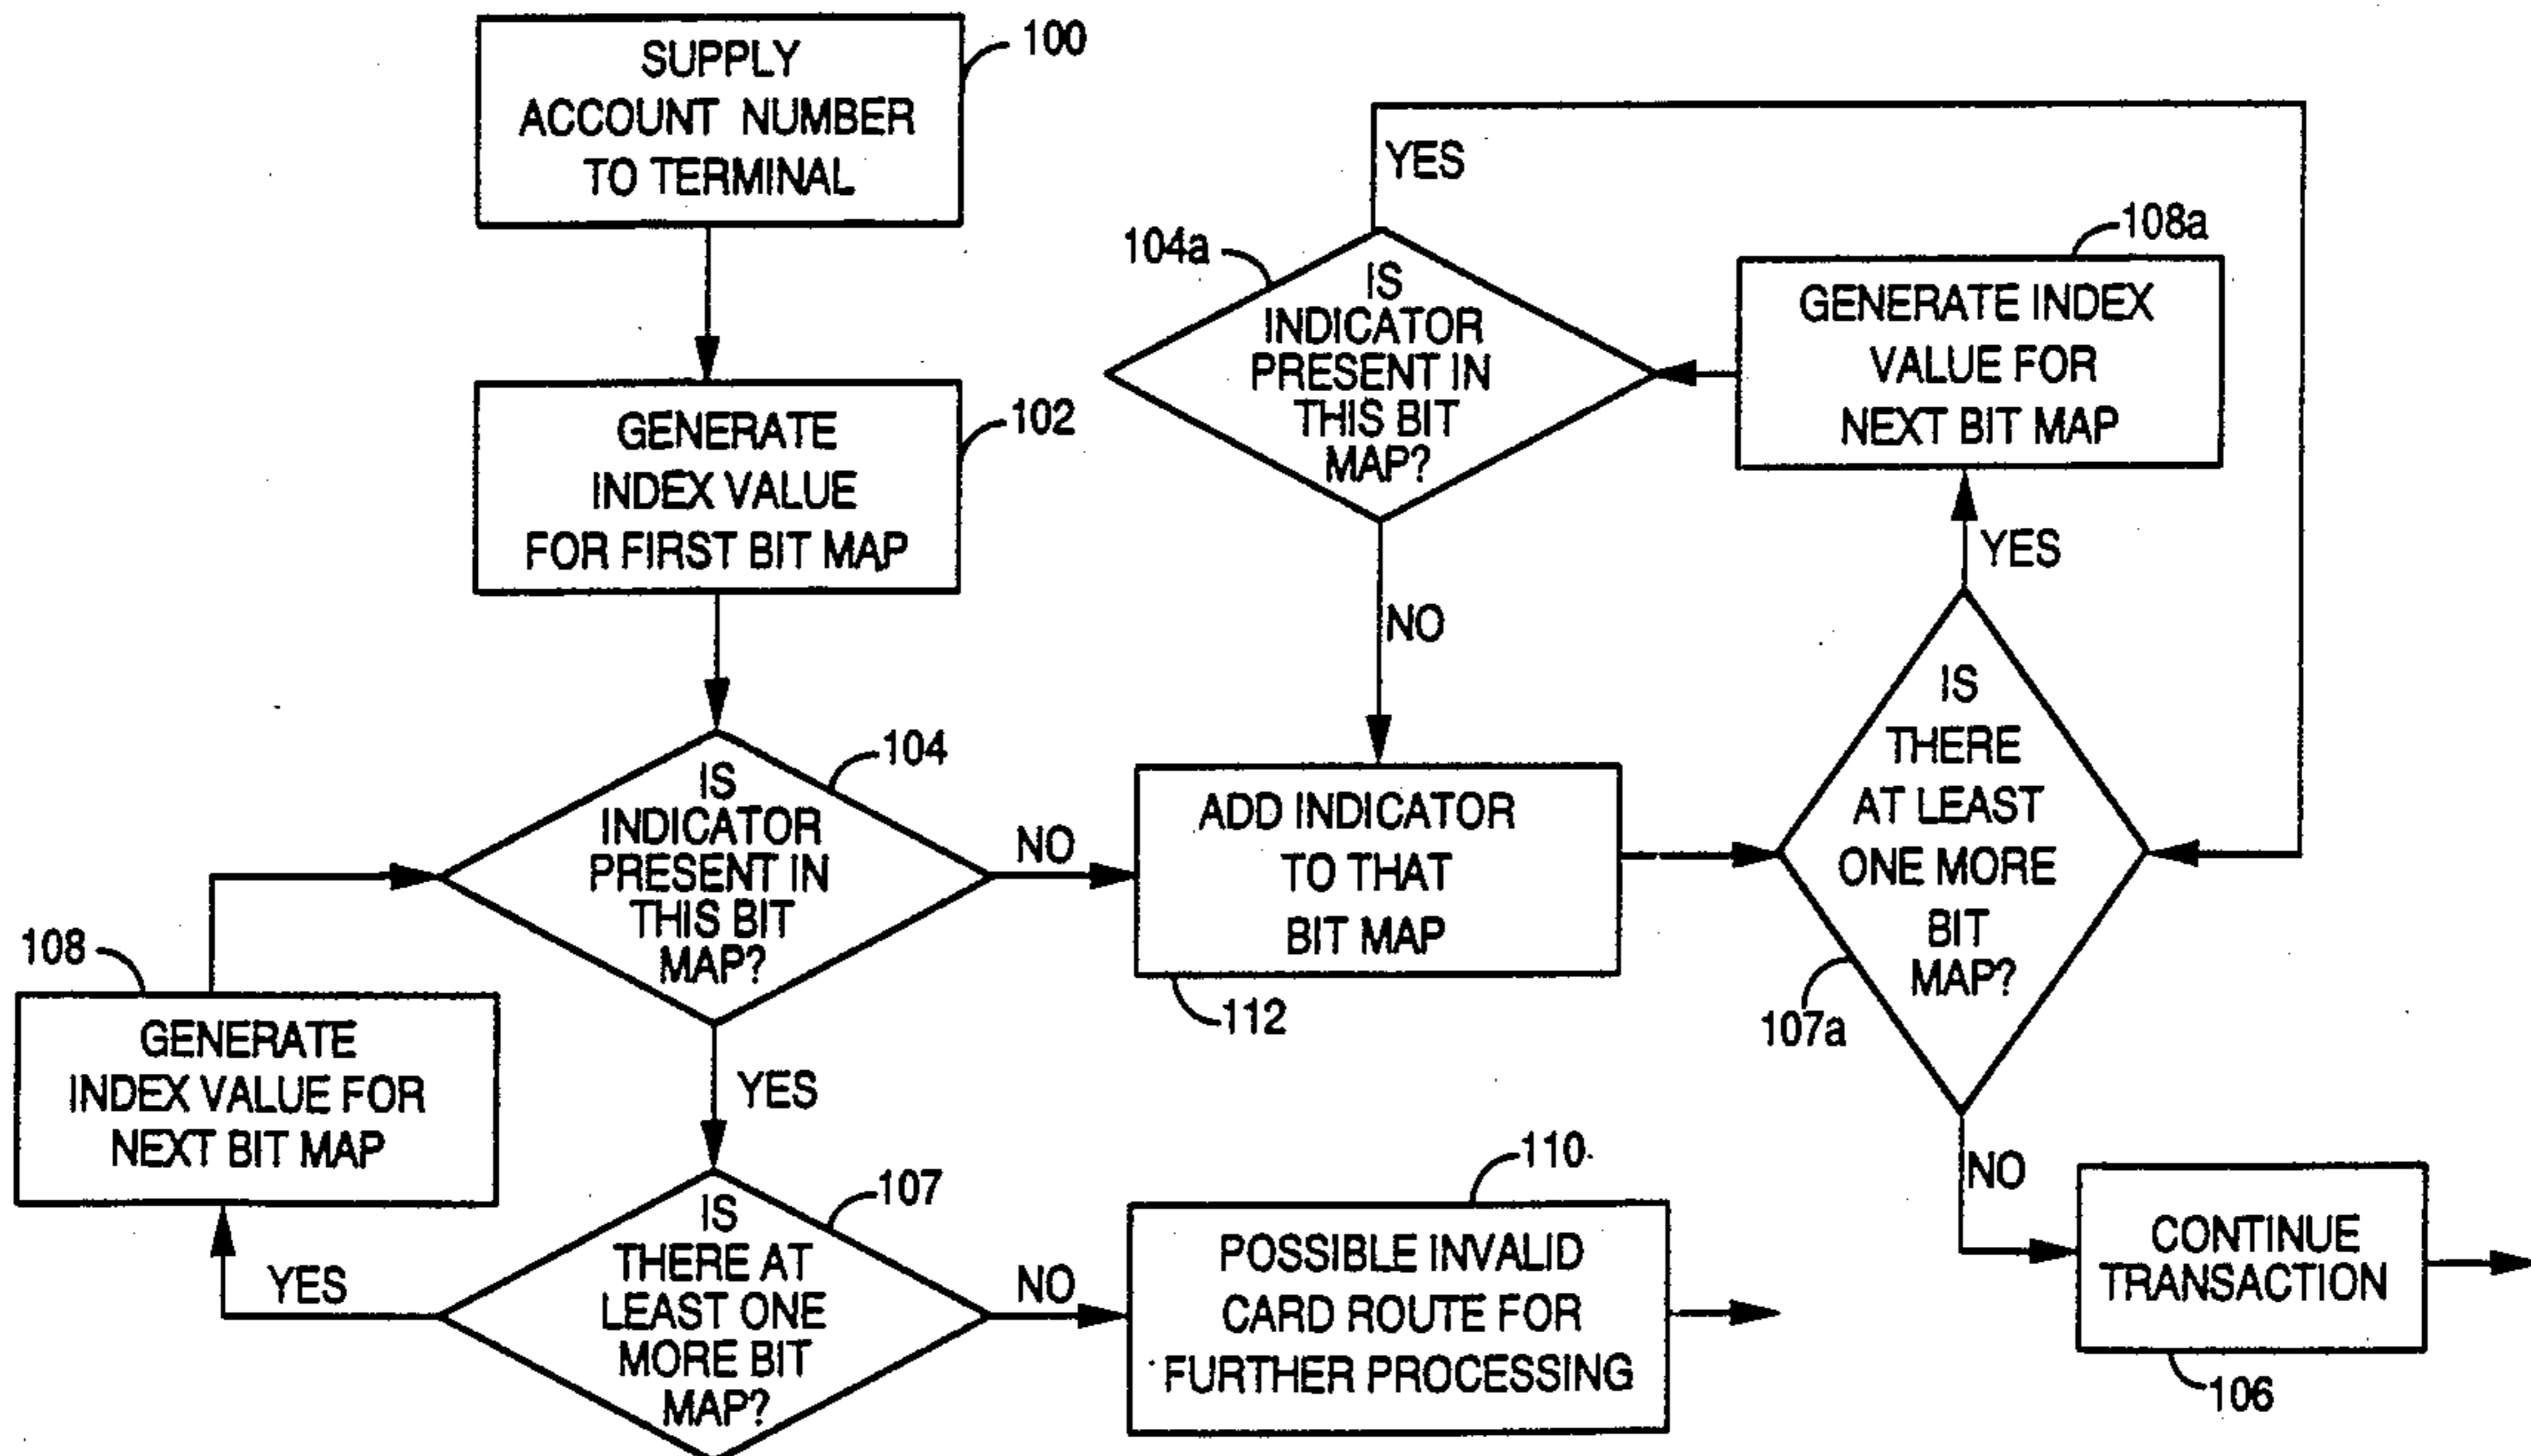 SUPPLY
ACCOUNT NUMBER
TO TERMINAL
100
GENERATE
INDEX VALUE
FOR FIRST BIT MAP
102
IS
INDICATOR
PRESENT IN
THIS BIT
MAP?
104
NO
YES
108
GENERATE
INDEX VALUE FOR
NEXT BIT MAP
YES
IS
THERE AT
LEAST ONE
MORE BIT
MAP?
107
NO
110
POSSIBLE INVALID
CARD ROUTE FOR
FURTHER PROCESSING
ADD INDICATOR
TO THAT
BIT MAP
112
YES
104a
IS
INDICATOR
PRESENT IN
THIS BIT
MAP?
NO
108a
GENERATE INDEX
VALUE FOR
NEXT BIT MAP
YES
IS
THERE
AT LEAST
ONE MORE
BIT
MAP?
107a
NO
CONTINUE
TRANSACTION
106